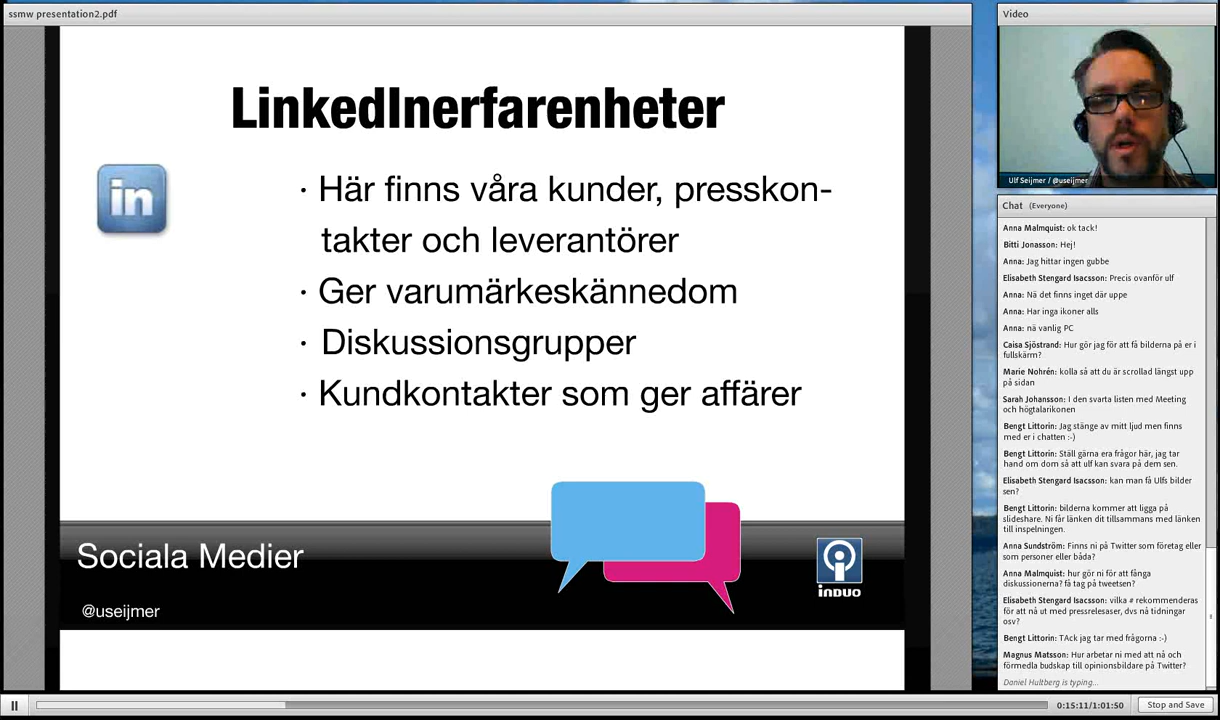 ssmw presentation2.pdf
LinkedInerfarenheter
in
· Här finns våra kunder, presskon-
takter och leverantörer
· Ger varumärkeskännedom
· Diskussionsgrupper
· Kundkontakter som ger affärer
Sociala Medier
@useijmer
INDUO
Video
Ulf Seijmer / @useijmer
Chat (Everyone)
Anna Malmquist: ok tack!
Bitti Jonasson: Hej!
Anna: Jag hittar ingen gubbe
Elisabeth Stengard Isacsson: Precis ovanför ulf
Anna: Nä det finns inget där uppe
Anna: Har inga ikoner alls
Anna: nä vanlig PC
Caisa Sjöstrand: Hur gör jag för att få bilderna på er i
fullskärm?
Marie Nohrén: kolla så att du är scrollad längst upp
på sidan
Sarah Johansson: I den svarta listen med Meeting
och högtalarikonen
Bengt Littorin: Jag stänge av mitt ljud men finns
med er i chatten :-)
Bengt Littorin: Ställ gärna era frågor här, jag tar
hand om dom så att ulf kan svara på dem sen.
Elisabeth Stengard Isacsson: kan man få Ulfs bilder
sen?
Bengt Littorin: bilderna kommer att ligga på
slideshare. Ni får länken dit tillsammans med länken
till inspelningen.
Anna Sundström: Finns ni på Twitter som företag eller
som personer eller båda?
Anna Malmquist: hur gör ni för att fånga
diskussionerna? få tag på tweetsen?
Elisabeth Stengard Isacsson: vilka # rekommenderas
för att nå ut med pressrelesaser, dvs nå tidningar
osv?
Bengt Littorin: TAck jag tar med frågorna :-)
Magnus Matsson: Hur arbetar ni med att nå och
förmedla budskap till opinionsbildare på Twitter?
Daniel Hultberg is typing...
0:15:11/1:01:50
Stop and Save